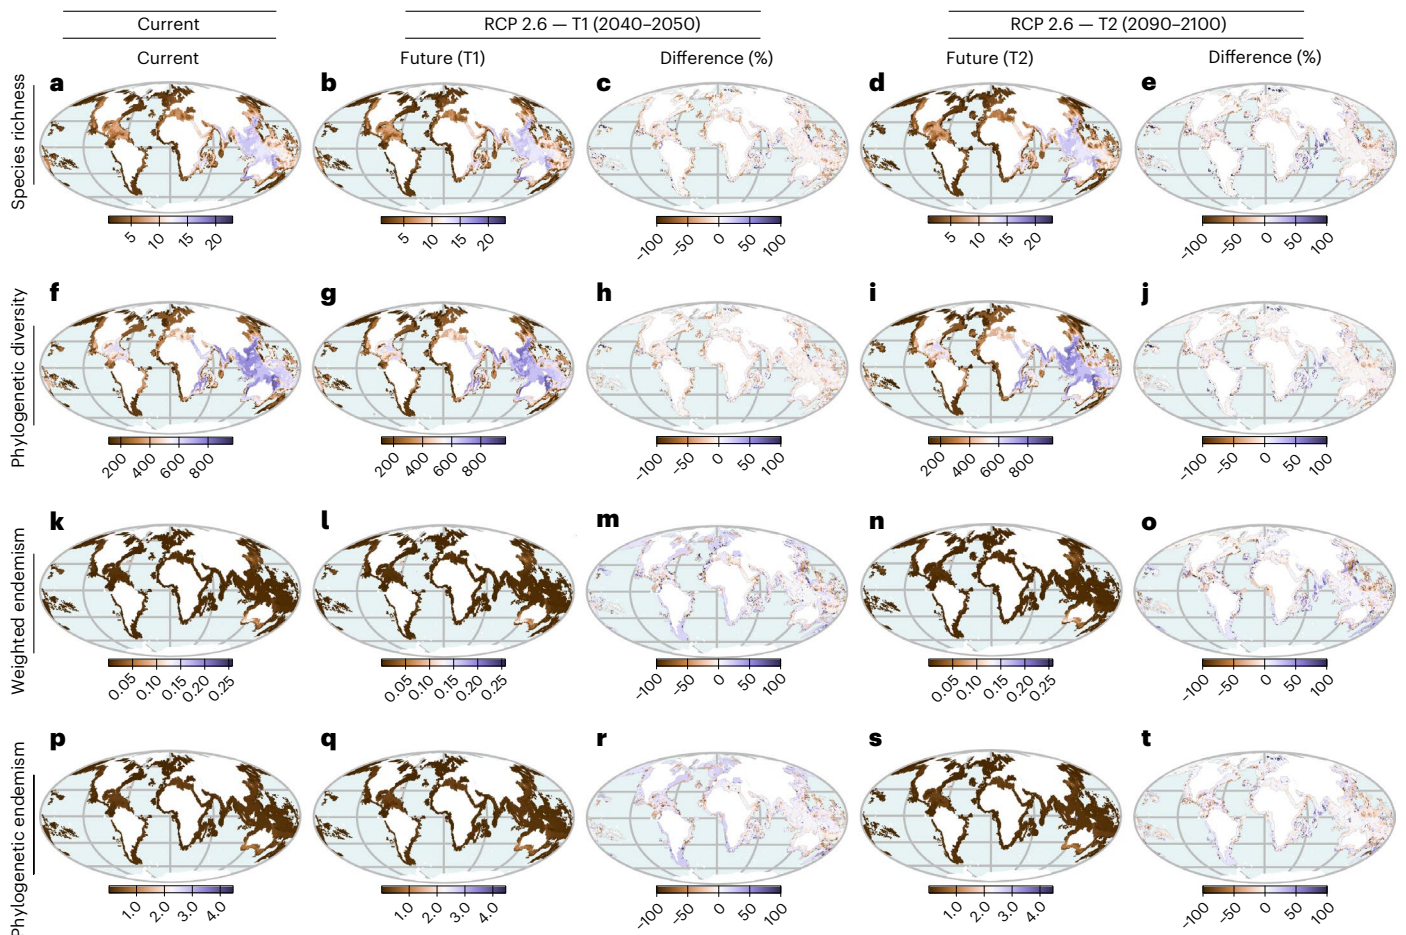 Current
RCP 2.6 — T1 (2040–2050)
RCP 2.6 — T2 (2090–2100)
Current
Future (T1)
Difference (%)
Future (T2)
Difference (%)
Species richness
a
b
c
d
e
5 10 15 20
5 10 15 20
–100 –50 0 50 100
5 10 15 20
–100 –50 0 50 100
Phylogenetic diversity
f
g
h
i
j
200 400 600 800
200 400 600 800
–100 –50 0 50 100
200 400 600 800
–100 –50 0 50 100
Weighted endemism
k
l
m
n
o
0.05 0.10 0.15 0.20 0.25
0.05 0.10 0.15 0.20 0.25
–100 –50 0 50 100
0.05 0.10 0.15 0.20 0.25
–100 –50 0 50 100
Phylogenetic endemism
p
q
r
s
t
1.0 2.0 3.0 4.0
1.0 2.0 3.0 4.0
–100 –50 0 50 100
1.0 2.0 3.0 4.0
–100 –50 0 50 100